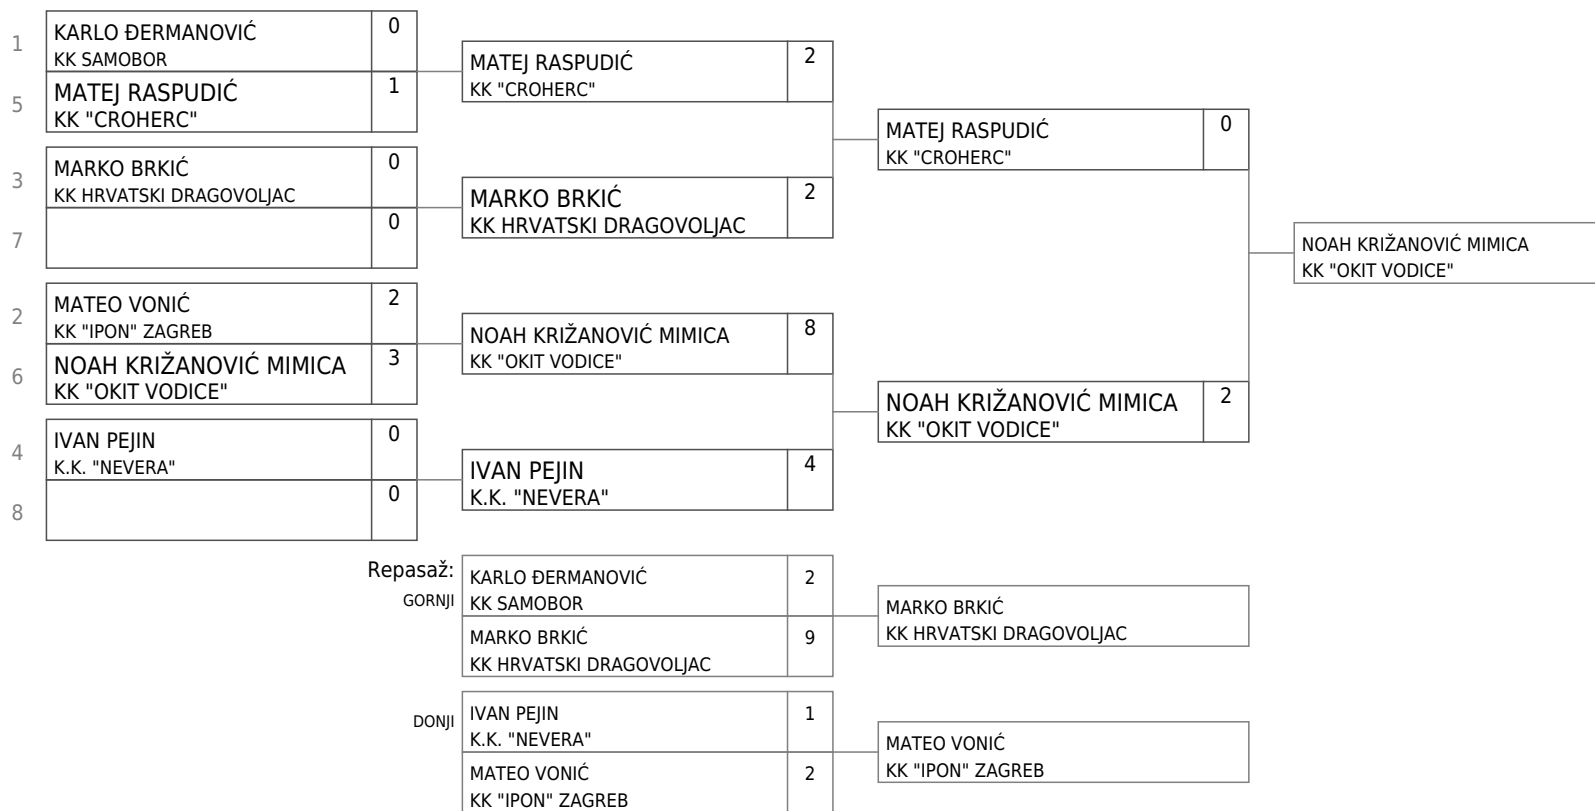 1
KARLO ĐERMANOVIĆ
KK SAMOBOR
0
5
MATEJ RASPUDIĆ
KK "CROHERC"
1
3
MARKO BRKIĆ
KK HRVATSKI DRAGOVOLJAC
0
7
0
2
MATEO VONIĆ
KK "IPON" ZAGREB
2
6
NOAH KRIŽANOVIĆ MIMICA
KK "OKIT VODICE"
3
4
IVAN PEJIN
K.K. "NEVERA"
0
8
0
MATEJ RASPUDIĆ
KK "CROHERC"
2
MARKO BRKIĆ
KK HRVATSKI DRAGOVOLJAC
2
NOAH KRIŽANOVIĆ MIMICA
KK "OKIT VODICE"
8
IVAN PEJIN
K.K. "NEVERA"
4
MATEJ RASPUDIĆ
KK "CROHERC"
0
NOAH KRIŽANOVIĆ MIMICA
KK "OKIT VODICE"
2
NOAH KRIŽANOVIĆ MIMICA
KK "OKIT VODICE"
Repasaž:
GORNJI
KARLO ĐERMANOVIĆ
KK SAMOBOR
2
MARKO BRKIĆ
KK HRVATSKI DRAGOVOLJAC
9
MARKO BRKIĆ
KK HRVATSKI DRAGOVOLJAC
DONJI
IVAN PEJIN
K.K. "NEVERA"
1
MATEO VONIĆ
KK "IPON" ZAGREB
2
MATEO VONIĆ
KK "IPON" ZAGREB